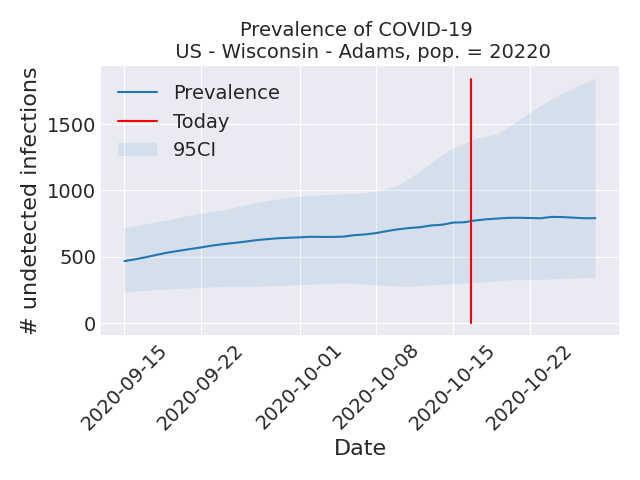 Prevalence of COVID-19
US - Wisconsin - Adams, pop. = 20220
# undetected infections
1500
1000
500
0
Prevalence
Today
95CI
2020-09-15
2020-09-22
2020-10-01
2020-10-08
2020-10-15
2020-10-22
Date